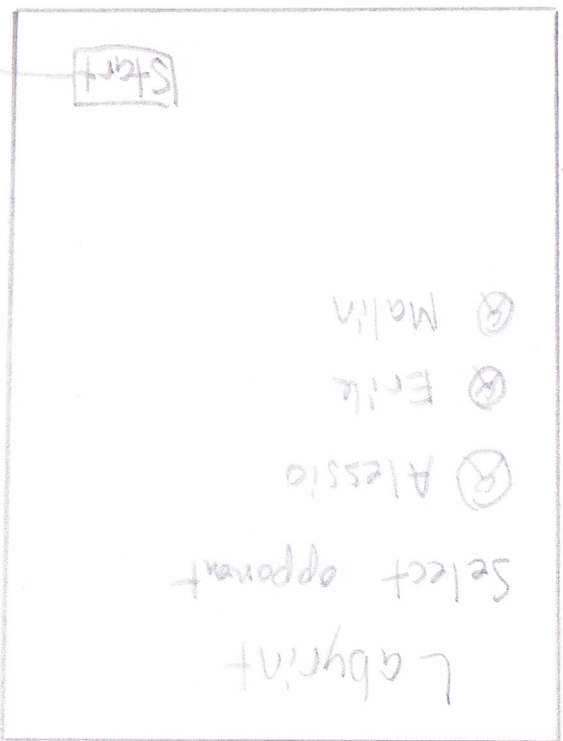 Labyrint
Select opponent
Alessio
Erik
Malin
Start